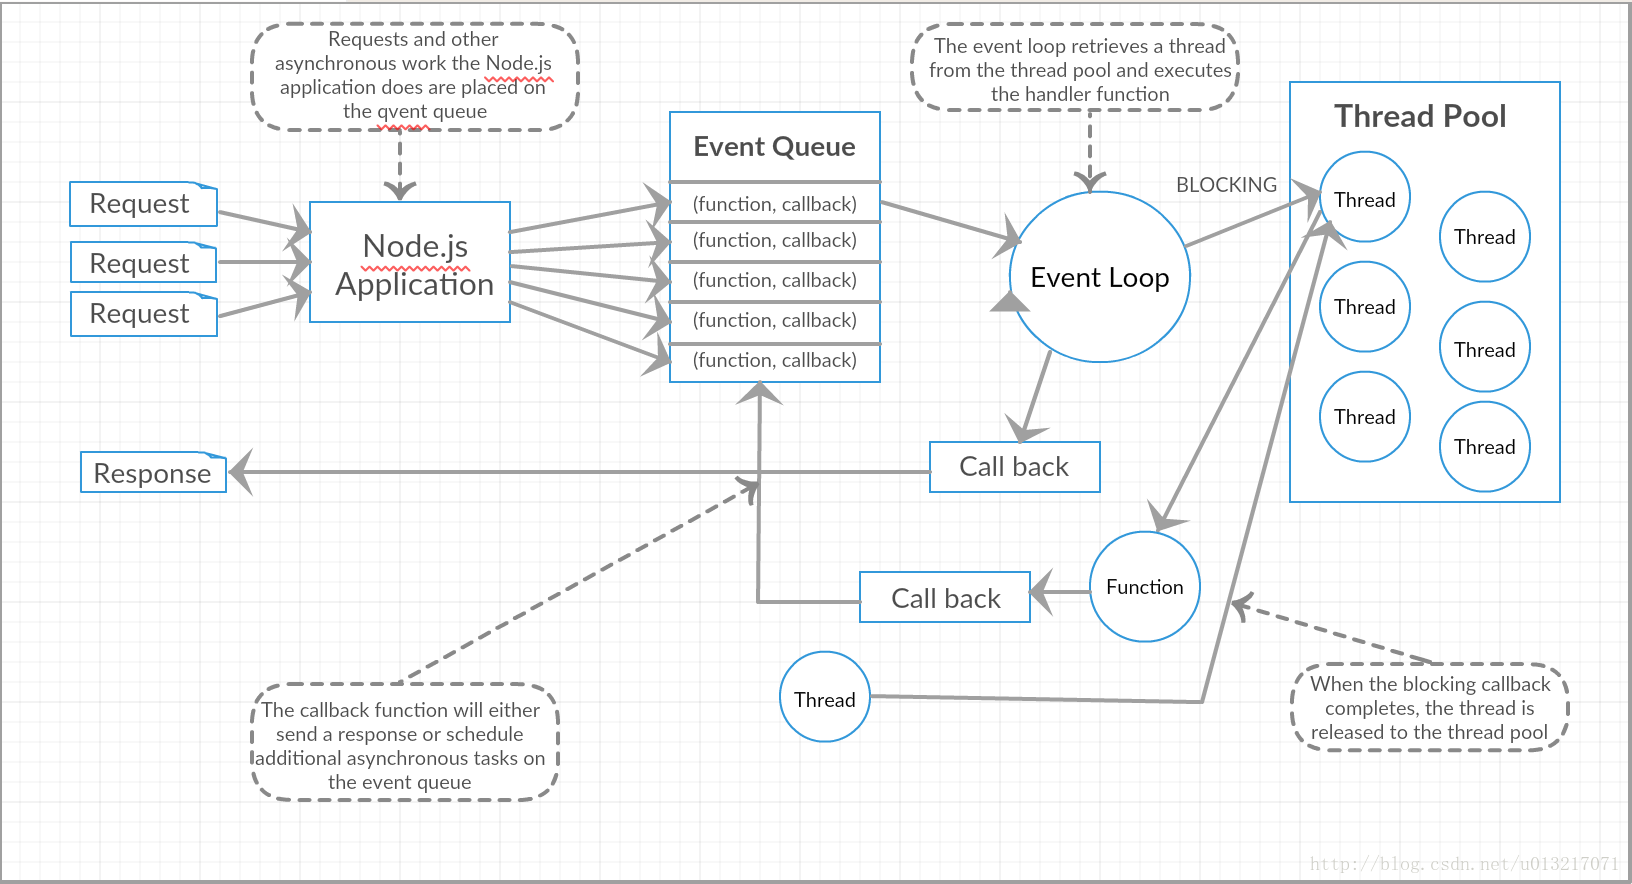 Requests and other
asynchronous work the Node.js
application does are placed on
the qvent queue
The event loop retrieves a thread
from the thread pool and executes
the handler function
Thread Pool
Event Queue
BLOCKING
Request
Request
Request
Node.js
Application
(function, callback)
(function, callback)
(function, callback)
(function, callback)
(function, callback)
Event Loop
Thread
Thread
Thread
Thread
Thread
Thread
Response
Call back
Call back
Function
Thread
The callback function will either
send a response or schedule
additional asynchronous tasks on
the event queue
When the blocking callback
completes, the thread is
released to the thread pool
http://blog.csdn.net/u013217071